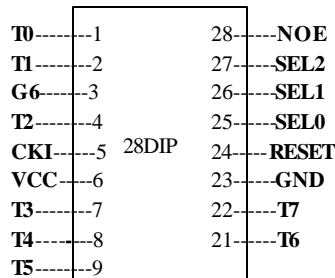 T0--------1 28------NOE
T1--------2 27------SEL2
G6-------3 26------SEL1
T2--------4 25------SEL0
CKI------5 28DIP 24-----RESET
VCC-----6 23------GND
T3--------7 22------T7
T4--------8 21------T6
T5--------9